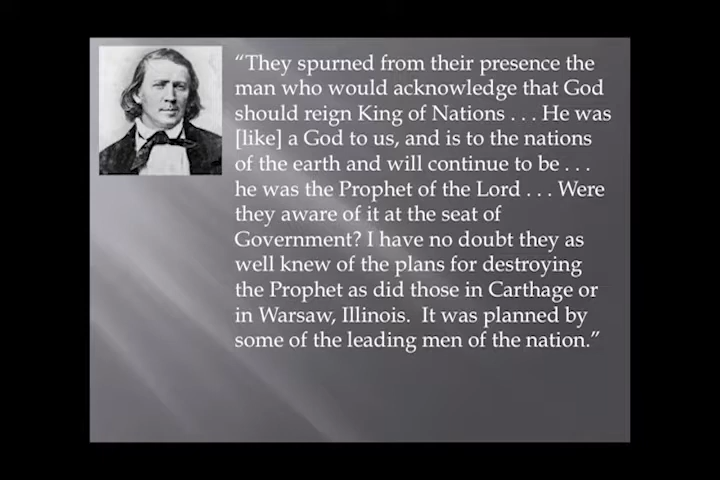 “They spurned from their presence the
man who would acknowledge that God
should reign King of Nations . . . He was
[like] a God to us, and is to the nations
of the earth and will continue to be . . .
he was the Prophet of the Lord . . . Were
they aware of it at the seat of
Government? I have no doubt they as
well knew of the plans for destroying
the Prophet as did those in Carthage or
in Warsaw, Illinois.  It was planned by
some of the leading men of the nation.”